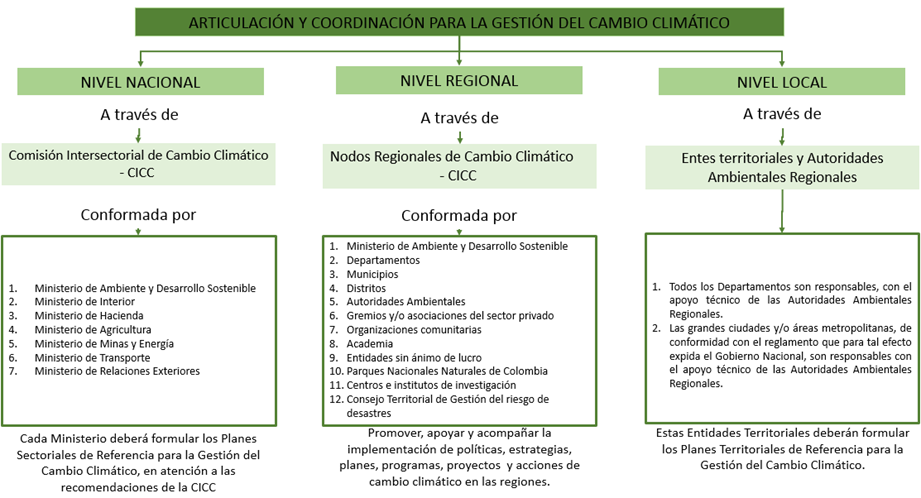 ARTICULACIÓN Y COORDINACIÓN PARA LA GESTIÓN DEL CAMBIO CLIMÁTICO
NIVEL NACIONAL
A través de
Comisión Intersectorial de Cambio Climático
- CICC
Conformada por
1. Ministerio de Ambiente y Desarrollo Sostenible
2. Ministerio de Interior
3. Ministerio de Hacienda
4. Ministerio de Agricultura
5. Ministerio de Minas y Energía
6. Ministerio de Transporte
7. Ministerio de Relaciones Exteriores
Cada Ministerio deberá formular los Planes
Sectoriales de Referencia para la Gestión del
Cambio Climático, en atención a las
recomendaciones de la CICC
NIVEL REGIONAL
A través de
Nodos Regionales de Cambio Climático
- CICC
Conformada por
1. Ministerio de Ambiente y Desarrollo Sostenible
2. Departamentos
3. Municipios
4. Distritos
5. Autoridades Ambientales
6. Gremios y/o asociaciones del sector privado
7. Organizaciones comunitarias
8. Academia
9. Entidades sin ánimo de lucro
10. Parques Nacionales Naturales de Colombia
11. Centros e institutos de investigación
12. Consejo Territorial de Gestión del riesgo de
desastres
Promover, apoyar y acompañar la
implementación de políticas, estrategias,
planes, programas, proyectos y acciones de
cambio climático en las regiones.
NIVEL LOCAL
A través de
Entes territoriales y Autoridades
Ambientales Regionales
1. Todos los Departamentos son responsables, con el
apoyo técnico de las Autoridades Ambientales
Regionales.
2. Las grandes ciudades y/o áreas metropolitanas, de
conformidad con el reglamento que para tal efecto
expida el Gobierno Nacional, son responsables con
el apoyo técnico de las Autoridades Ambientales
Regionales.
Estas Entidades Territoriales deberán formular
los Planes Territoriales de Referencia para la
Gestión del Cambio Climático.